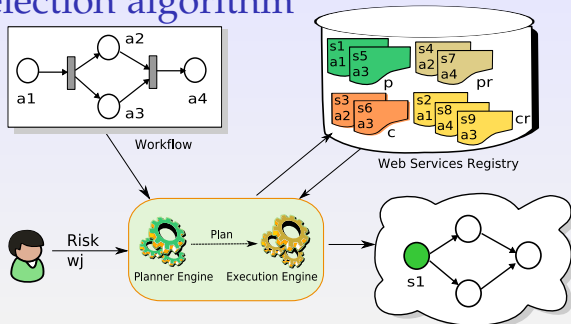 election algorithm
a2
a1
a4
a3
Workflow
s1
a1
s5
a3
p
s4
a2
s7
a4
pr
s3
a2
s6
a3
c
s2
a1
s8
a4
s9
a3
cr
Web Services Registry
Risk
wj
Plan
Planner Engine
Execution Engine
s1